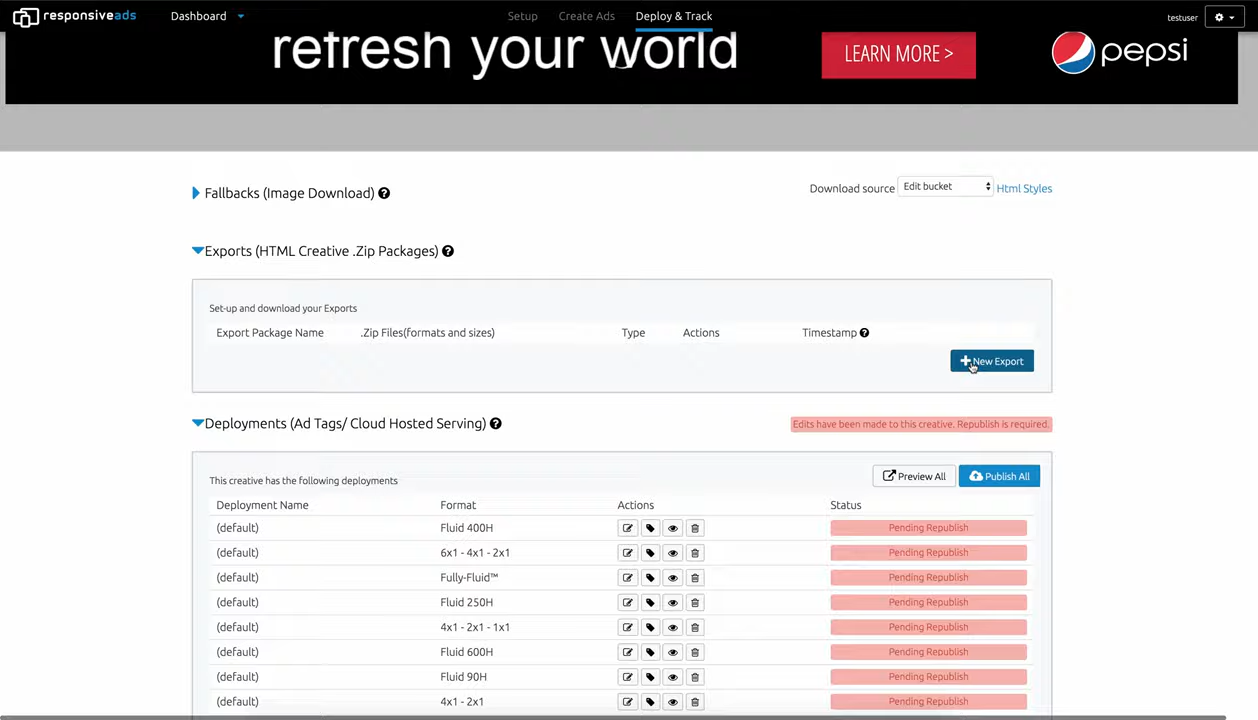 responsiveads Dashboard Setup Create Ads Deploy & Track testuser
refresh your world LEARN MORE > pepsi
Fallbacks (Image Download) Download source Edit bucket Html Styles
Exports (HTML Creative .Zip Packages)
Set-up and download your Exports
Export Package Name .Zip Files(formats and sizes) Type Actions Timestamp
New Export
Deployments (Ad Tags/ Cloud Hosted Serving) Edits have been made to this creative. Republish is required.
This creative has the following deployments Preview All Publish All
Deployment Name Format Actions Status
(default) Fluid 400H Pending Republish
(default) 6x1 - 4x1 - 2x1 Pending Republish
(default) Fully-Fluid™ Pending Republish
(default) Fluid 250H Pending Republish
(default) 4x1 - 2x1 - 1x1 Pending Republish
(default) Fluid 600H Pending Republish
(default) Fluid 90H Pending Republish
(default) 4x1 - 2x1 Pending Republish